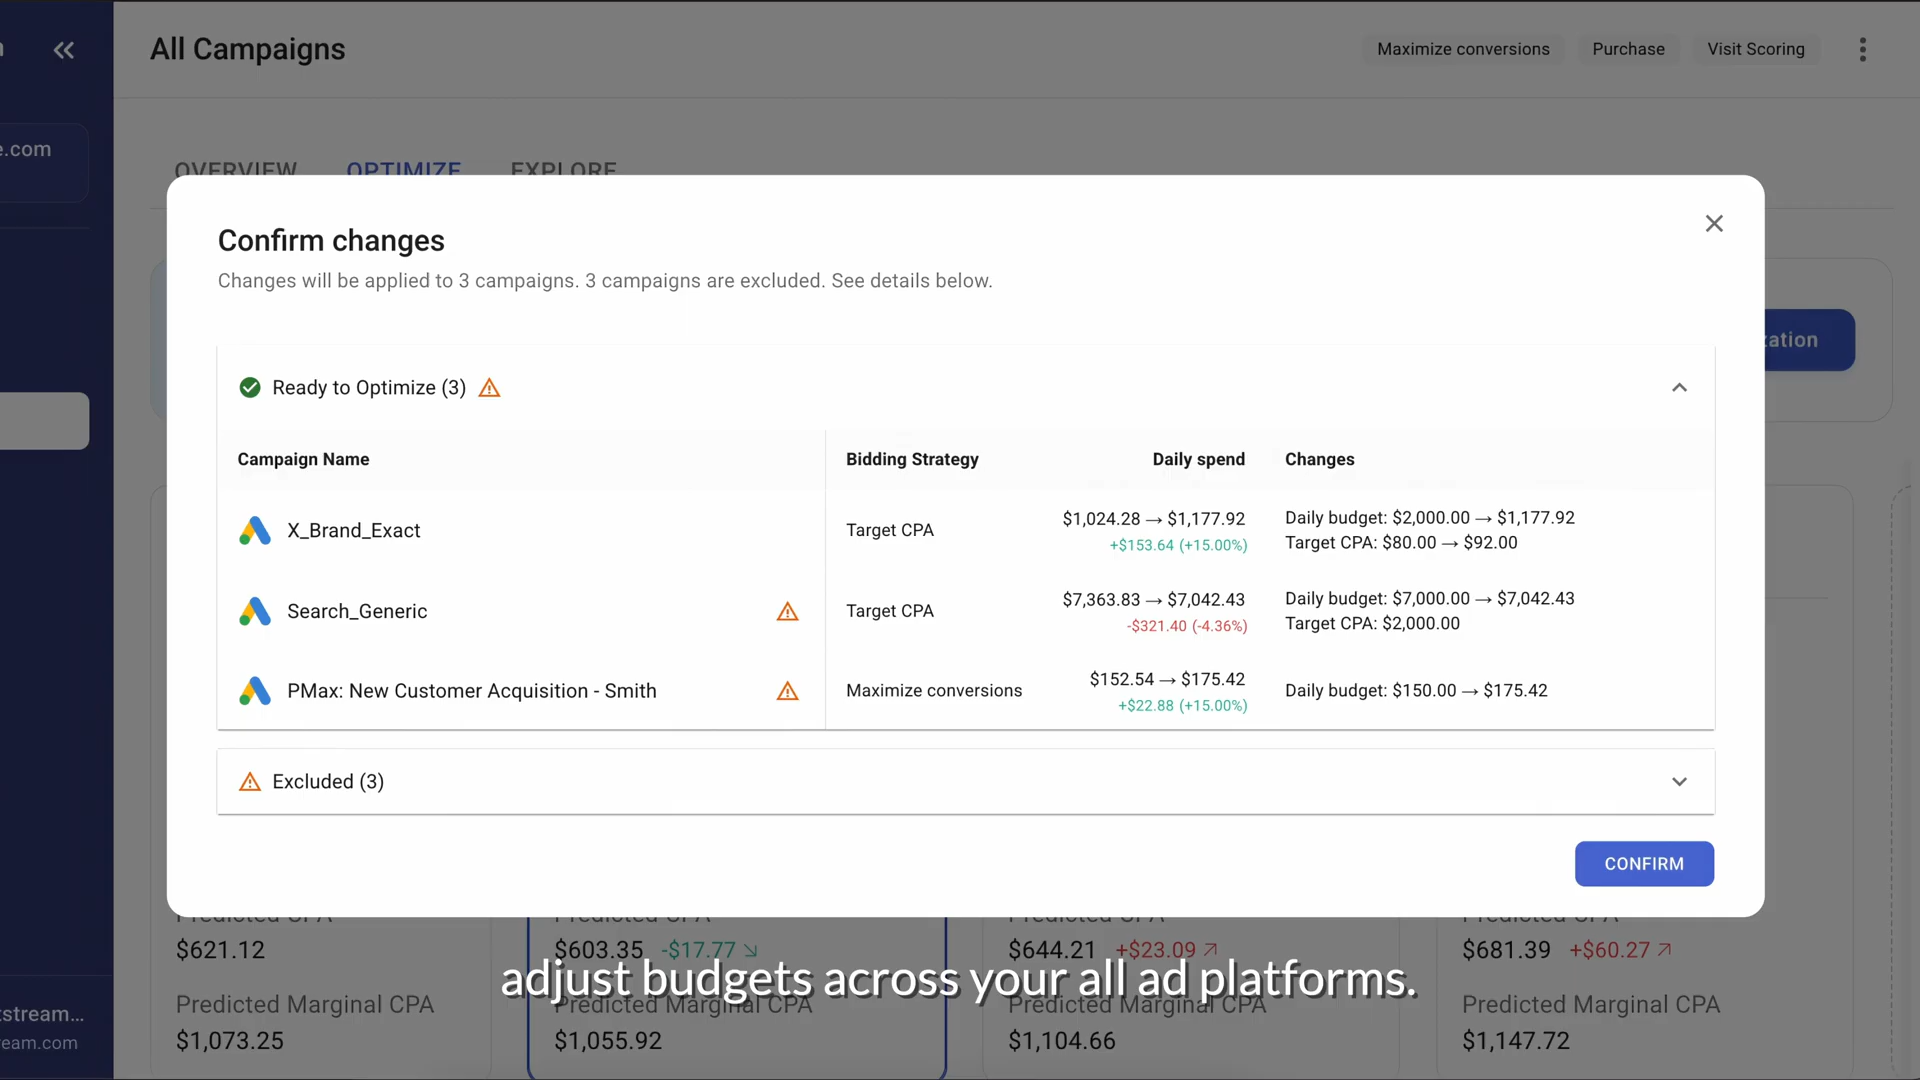 All Campaigns
Maximize conversions
Purchase
Visit Scoring
e.com
OVERVIEW
OPTIMIZE
EXPLORE
Confirm changes
Changes will be applied to 3 campaigns. 3 campaigns are excluded. See details below.
Ready to Optimize (3)
Campaign Name
Bidding Strategy
Daily spend
Changes
X_Brand_Exact
Target CPA
$1,024.28 → $1,177.92
+$153.64 (+15.00%)
Daily budget: $2,000.00 → $1,177.92
Target CPA: $80.00 → $92.00
Search_Generic
Target CPA
$7,363.83 → $7,042.43
-$321.40 (-4.36%)
Daily budget: $7,000.00 → $7,042.43
Target CPA: $2,000.00
PMax: New Customer Acquisition - Smith
Maximize conversions
$152.54 → $175.42
+$22.88 (+15.00%)
Daily budget: $150.00 → $175.42
Excluded (3)
CONFIRM
Predicted CPA
Predicted CPA
Predicted CPA
Predicted CPA
$621.12
$603.35 -$17.77
$644.21 +$23.09
$681.39 +$60.27
adjust budgets across your all ad platforms.
Predicted Marginal CPA
Predicted Marginal CPA
Predicted Marginal CPA
Predicted Marginal CPA
$1,073.25
$1,055.92
$1,104.66
$1,147.72